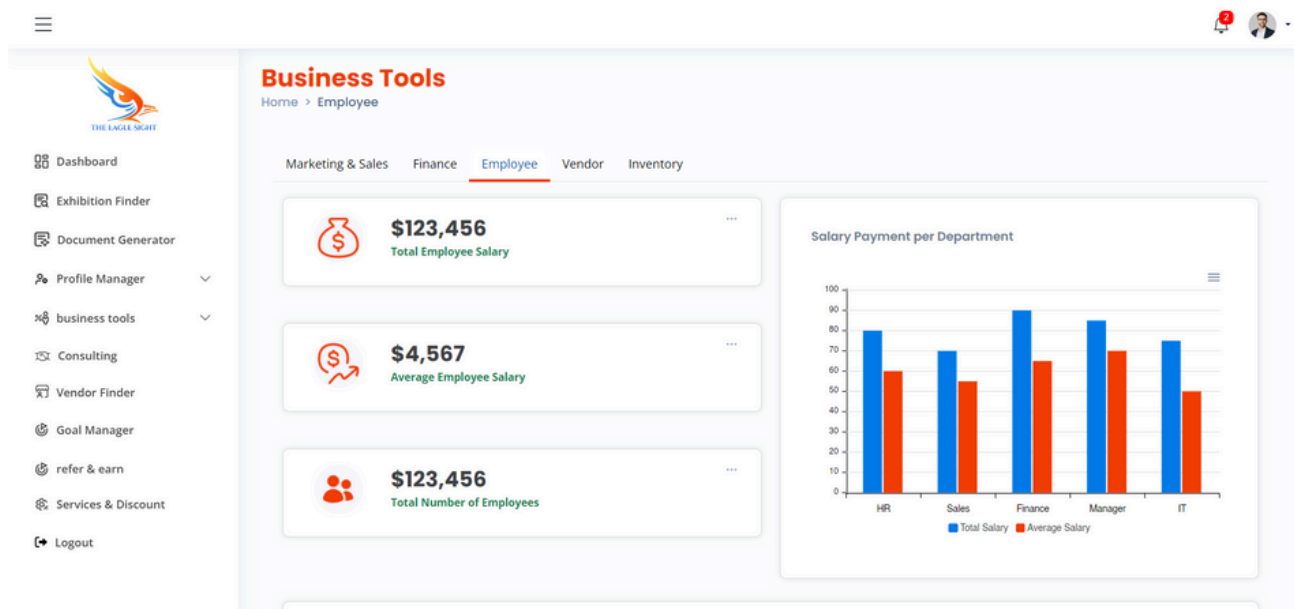 2
THE EAGLE SIGHT
Dashboard
Exhibition Finder
Document Generator
Profile Manager
business tools
Consulting
Vendor Finder
Goal Manager
refer & earn
Services & Discount
Logout
Business Tools
Home > Employee
Marketing & Sales Finance Employee Vendor Inventory
$123,456
Total Employee Salary
$4,567
Average Employee Salary
$123,456
Total Number of Employees
Salary Payment per Department
100
90
80
70
60
50
40
30
20
10
0
HR Sales Finance Manager IT
Total Salary Average Salary